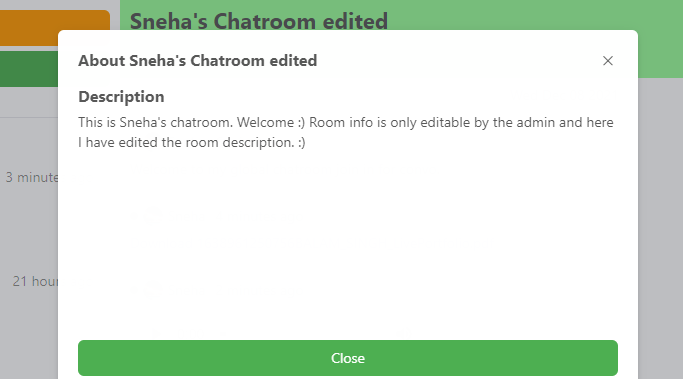 Sneha's Chatroom edited
About Sneha's Chatroom edited
Description
This is Sneha's chatroom. Welcome :) Room info is only editable by the admin and here
I have edited the room description. :)
3 minute
21 hour
Close